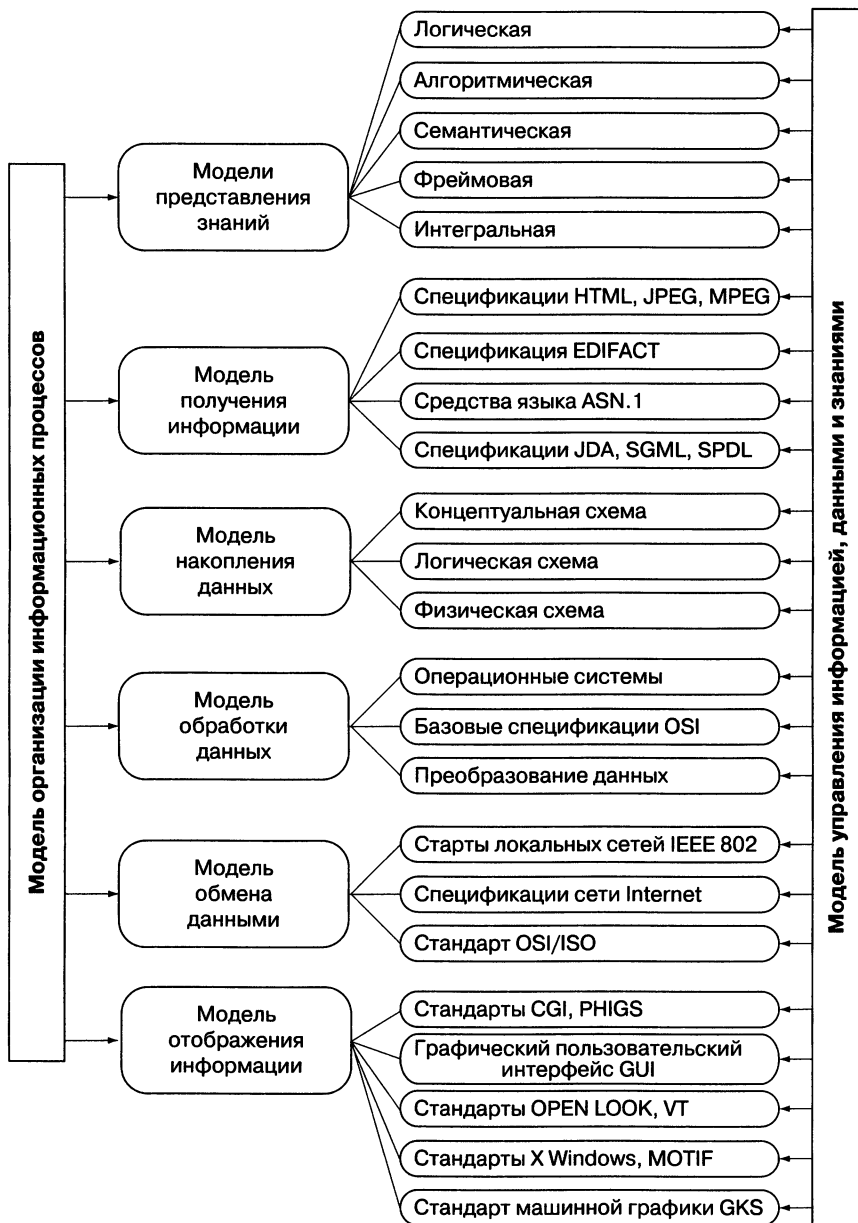 Модель организации информационных процессов
Модели
представления
знаний
Логическая
Алгоритмическая
Семантическая
Фреймовая
Интегральная
Модель
получения
информации
Спецификации HTML, JPEG, MPEG
Спецификация EDIFACT
Средства языка ASN.1
Спецификации JDA, SGML, SPDL
Модель
накопления
данных
Концептуальная схема
Логическая схема
Физическая схема
Модель
обработки
данных
Операционные системы
Базовые спецификации OSI
Преобразование данных
Модель
обмена
данными
Старты локальных сетей IEEE 802
Спецификации сети Internet
Стандарт OSI/ISO
Модель
отображения
информации
Стандарты CGI, PHIGS
Графический пользовательский
интерфейс GUI
Стандарты OPEN LOOK, VT
Стандарты X Windows, MOTIF
Стандарт машинной графики GKS
Модель управления информацией, данными и знаниями